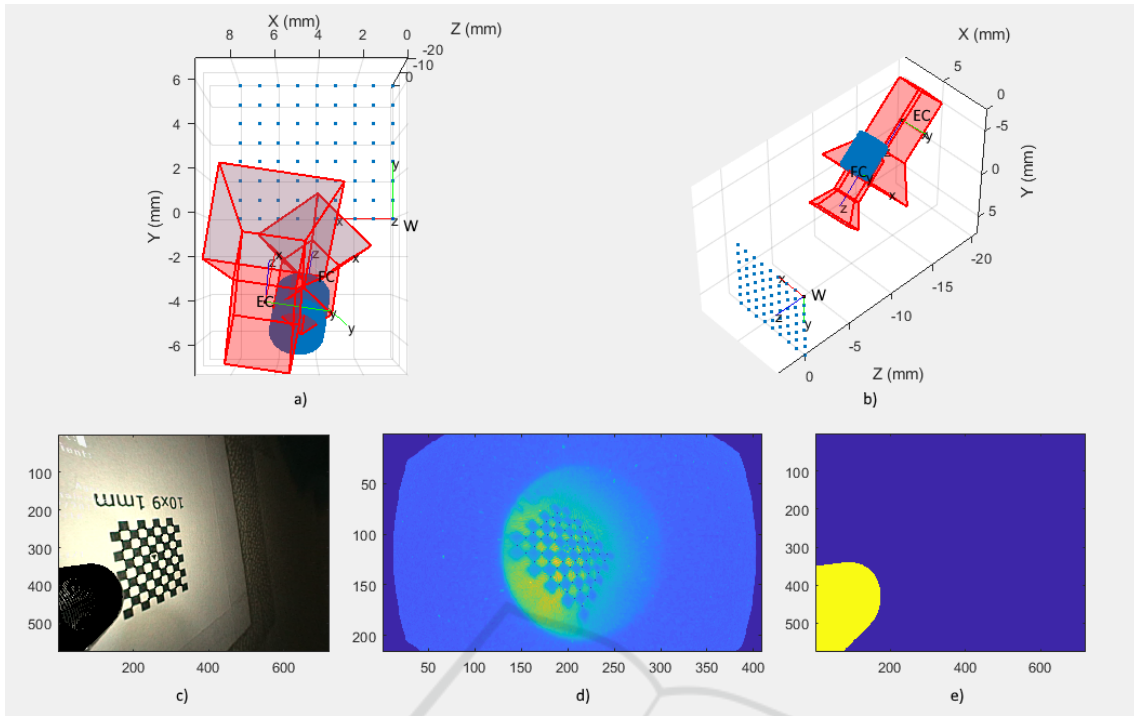 X (mm)
Z (mm)
8 6 4 2 0
-20
-10
0
6
4
2
0
-2
-4
-6
Y (mm)
y
x
z
W
x
z
z
FC
x
EC
y
y
a)
X (mm)
5
0
-5
0
5
Y (mm)
EC
y
z
FC
y
x
z
x
W
z
y
-20
-15
-10
-5
0
Z (mm)
b)
100
200
300
400
500
10x9 1mm
200 400 600
c)
50
100
150
200
50 100 150 200 250 300 350 400
d)
100
200
300
400
500
200 400 600
e)